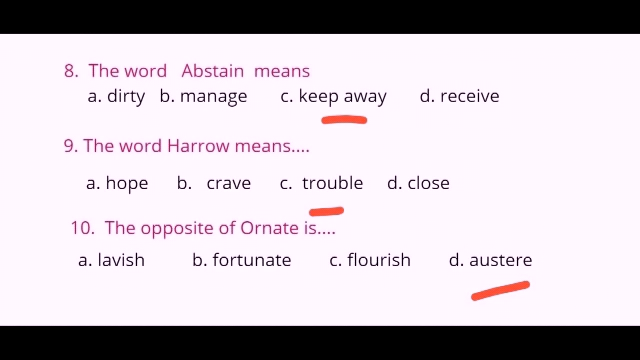 8. The word Abstain means
a. dirty b. manage c. keep away d. receive
9. The word Harrow means....
a. hope b. crave c. trouble d. close
10. The opposite of Ornate is....
a. lavish b. fortunate c. flourish d. austere